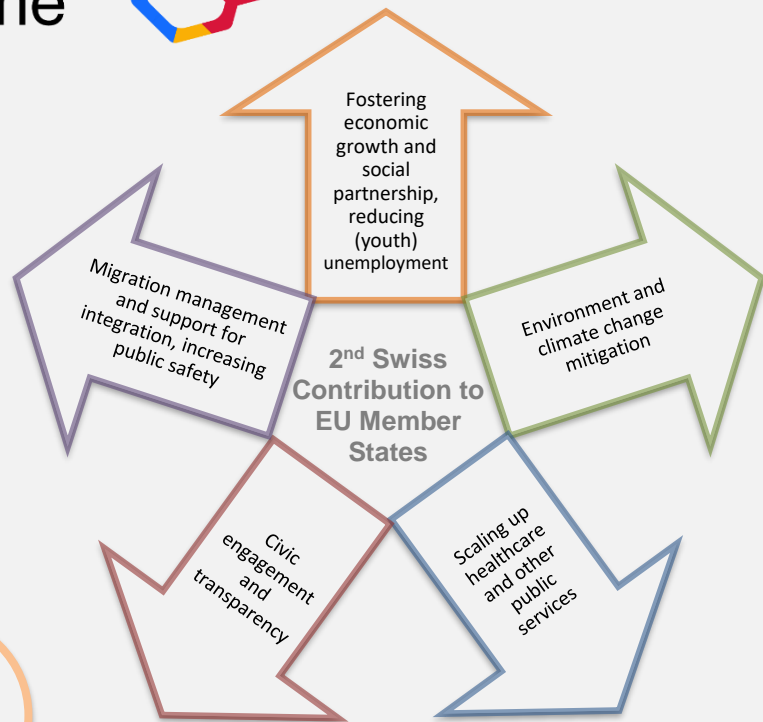 Fostering
economic
growth and
social
partnership,
reducing
(youth)
unemployment
Migration management
and support for
integration, increasing
public safety
Environment and
climate change
mitigation
2nd Swiss
Contribution to
EU Member
States
Civic
engagement
and
transparency
Scaling up
healthcare
and other
public
services